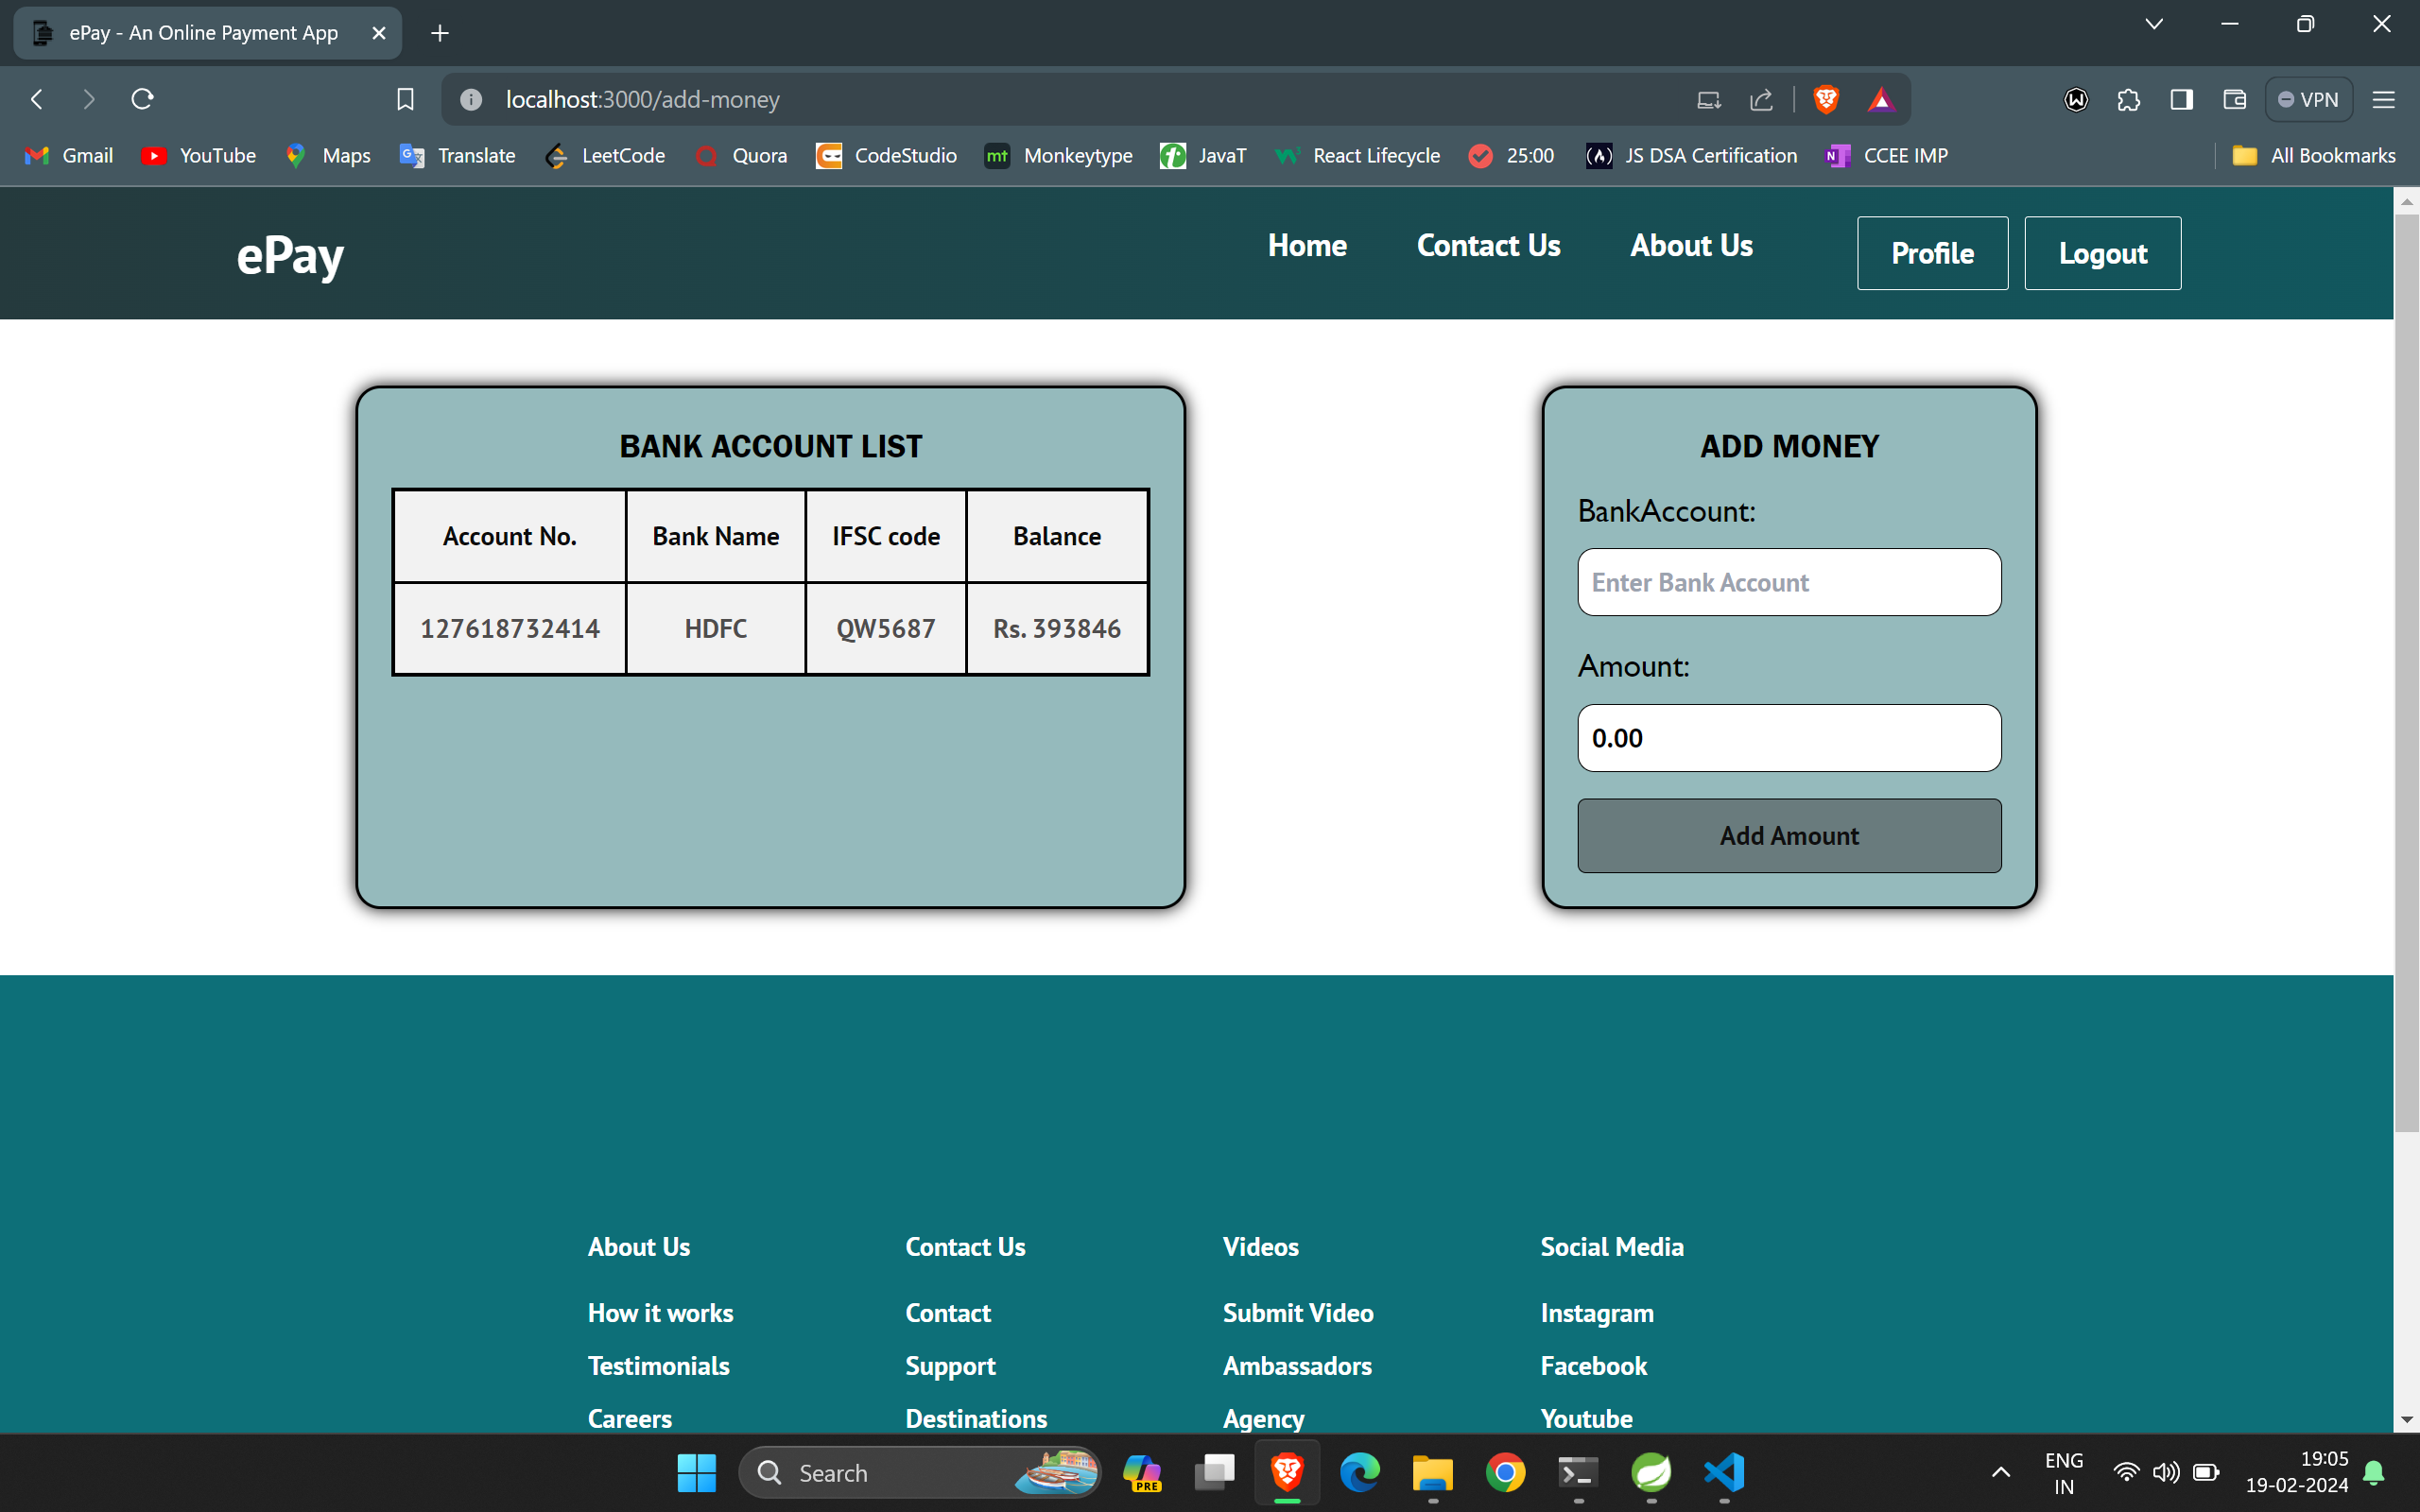 ePay - An Online Payment App
localhost:3000/add-money
VPN
Gmail YouTube Maps Translate LeetCode Quora CodeStudio mt Monkeytype JavaT React Lifecycle 25:00 JS DSA Certification CCEE IMP All Bookmarks
ePay Home Contact Us About Us Profile Logout
BANK ACCOUNT LIST
Account No. Bank Name IFSC code Balance
127618732414 HDFC QW5687 Rs. 393846
ADD MONEY
BankAccount:
Enter Bank Account
Amount:
0.00
Add Amount
About Us Contact Us Videos Social Media
How it works Contact Submit Video Instagram
Testimonials Support Ambassadors Facebook
Careers Destinations Agency Youtube
Search
PRE
ENG
IN
19:05
19-02-2024